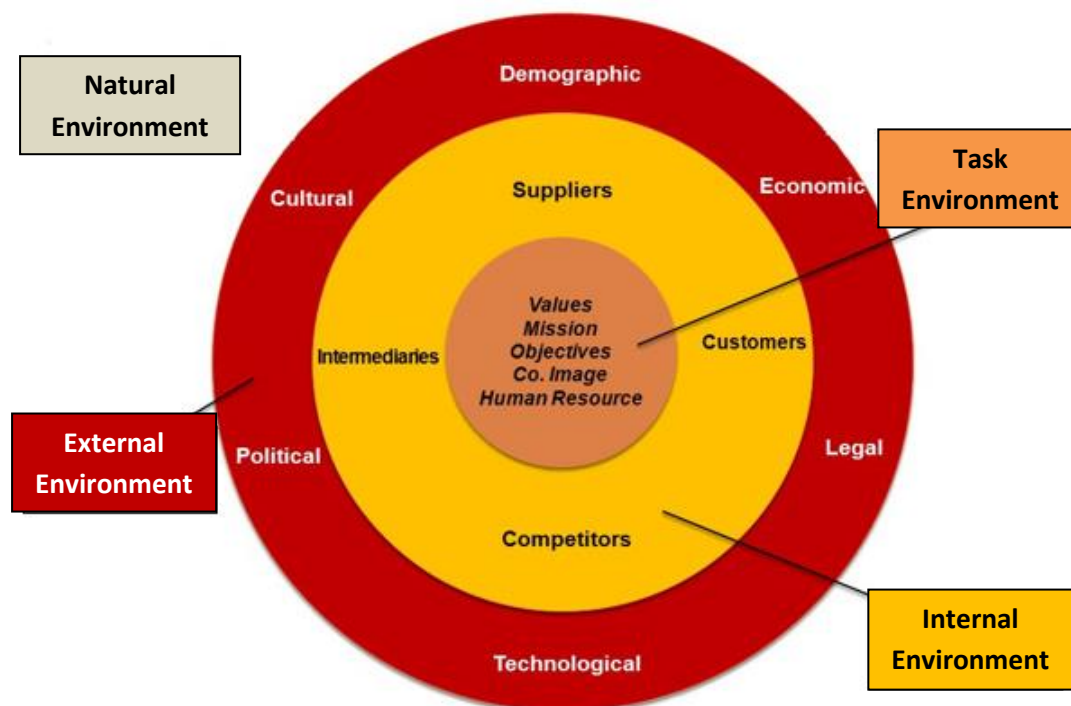 Natural
Environment
Demographic
Task
Environment
Cultural
Suppliers
Economic
Values
Mission
Objectives
Co. Image
Human Resource
Intermediaries
Customers
External
Environment
Political
Legal
Competitors
Internal
Environment
Technological